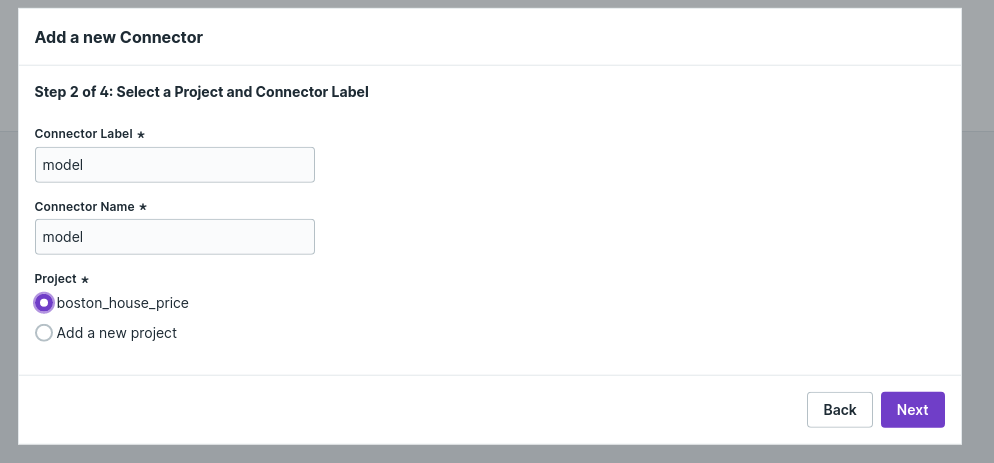 Add a new Connector
Step 2 of 4: Select a Project and Connector Label
Connector Label *
model
Connector Name *
model
Project *
boston_house_price
Add a new project
Back Next